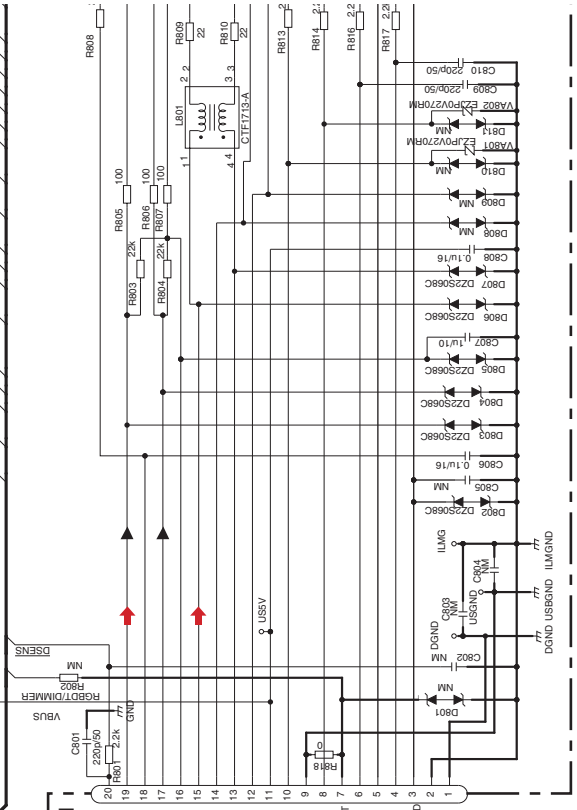 R808
R809
22
R810
22
R813
2.
R814
2.
R816
2.2
R817
2.2
220p/50
C810
220p/50
C809
EZJP0V270RM
VA802
NM
D811
EZJP0V270RM
VA801
NM
D810
NM
D809
NM
D808
0.1u/16
C808
DZ2S068C
D807
DZ2S068C
D806
1u/10
C807
DZ2S068C
D805
DZ2S068C
D804
DZ2S068C
D803
0.1u/16
C806
NM
C805
DZ2S068C
D802
2
2
3
3
L801
CTF1713-A
1
1
4
4
R805
100
R806
100
R807
100
R803
22k
R804
22k
ILMG
ILMGND
C804
NM
USBGND
USGND
C803
NM
DGND
DGND
US5V
DSENS
NM
R802
RGBDT/DIMMER
VBUS
GND
C801
220p/50
R801
2.2k
NM
C802
NM
D801
R818
0
20
19
18
17
16
15
14
13
12
11
10
9
8
7
6
5
4
3
2
1
T
D